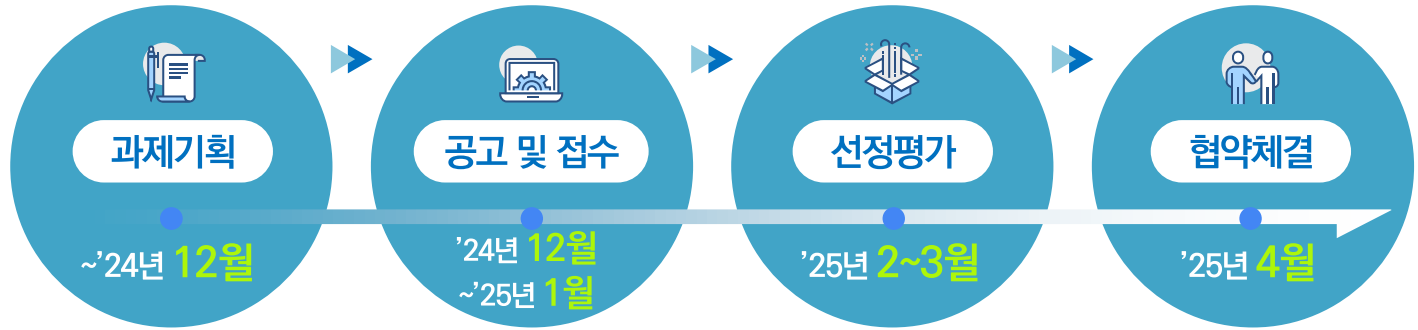 과제기획
~’24년 12월
공고 및 접수
’24년 12월
~’25년 1월
선정평가
’25년 2~3월
협약체결
’25년 4월